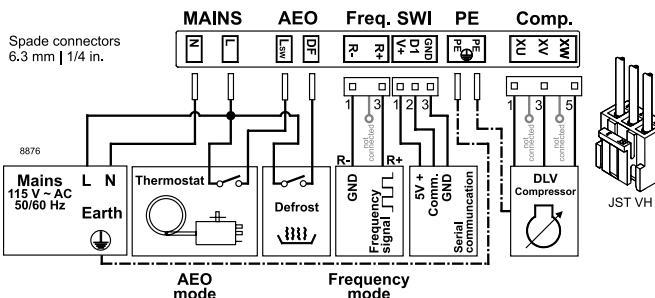 MAINS AEO Freq. SWI PE Comp.
Spade connectors
6.3 mm | 1/4 in.
N L Lsw DF R- R+ V+ D1 GND PE PE XU XV XW
1 3 1 2 3 1 3 5
not connected
not connected
not connected
8876
R- R+
Mains L N
115 V ~ AC
50/60 Hz
Earth
Thermostat
Defrost
GND
Frequency signal
5V +
Comm.
GND
Serial communcation
DLV
Compressor
JST VH
AEO
mode
Frequency
mode